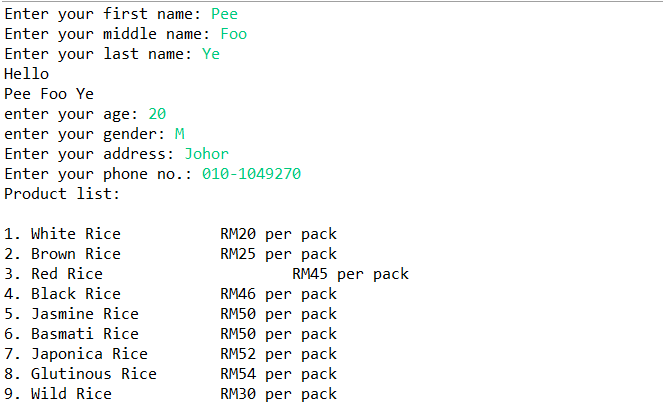 Enter your first name: Pee
Enter your middle name: Foo
Enter your last name: Ye
Hello
Pee Foo Ye
enter your age: 20
enter your gender: M
Enter your address: Johor
Enter your phone no.: 010-1049270
Product list:
1. White Rice           RM20 per pack
2. Brown Rice           RM25 per pack
3. Red Rice                     RM45 per pack
4. Black Rice           RM46 per pack
5. Jasmine Rice         RM50 per pack
6. Basmati Rice         RM50 per pack
7. Japonica Rice        RM52 per pack
8. Glutinous Rice       RM54 per pack
9. Wild Rice            RM30 per pack